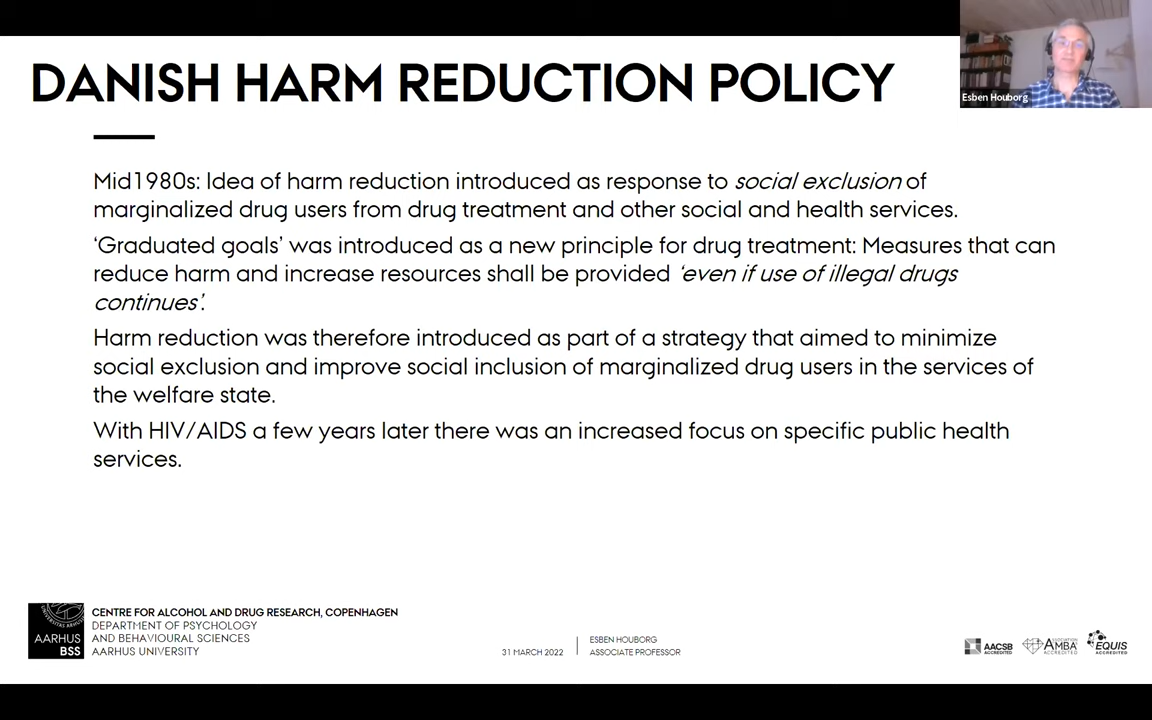 DANISH HARM REDUCTION POLICY
Esben Houborg
Mid1980s: Idea of harm reduction introduced as response to social exclusion of
marginalized drug users from drug treatment and other social and health services.
‘Graduated goals’ was introduced as a new principle for drug treatment: Measures that can
reduce harm and increase resources shall be provided ‘even if use of illegal drugs
continues’.
Harm reduction was therefore introduced as part of a strategy that aimed to minimize
social exclusion and improve social inclusion of marginalized drug users in the services of
the welfare state.
With HIV/AIDS a few years later there was an increased focus on specific public health
services.
AARHUS
BSS
CENTRE FOR ALCOHOL AND DRUG RESEARCH, COPENHAGEN
DEPARTMENT OF PSYCHOLOGY
AND BEHAVIOURAL SCIENCES
AARHUS UNIVERSITY
31 MARCH 2022
ESBEN HOUBORG
ASSOCIATE PROFESSOR
AACSB
ACCREDITED
ASSOCIATION
AMBA
ACCREDITED
EQUIS
ACCREDITED